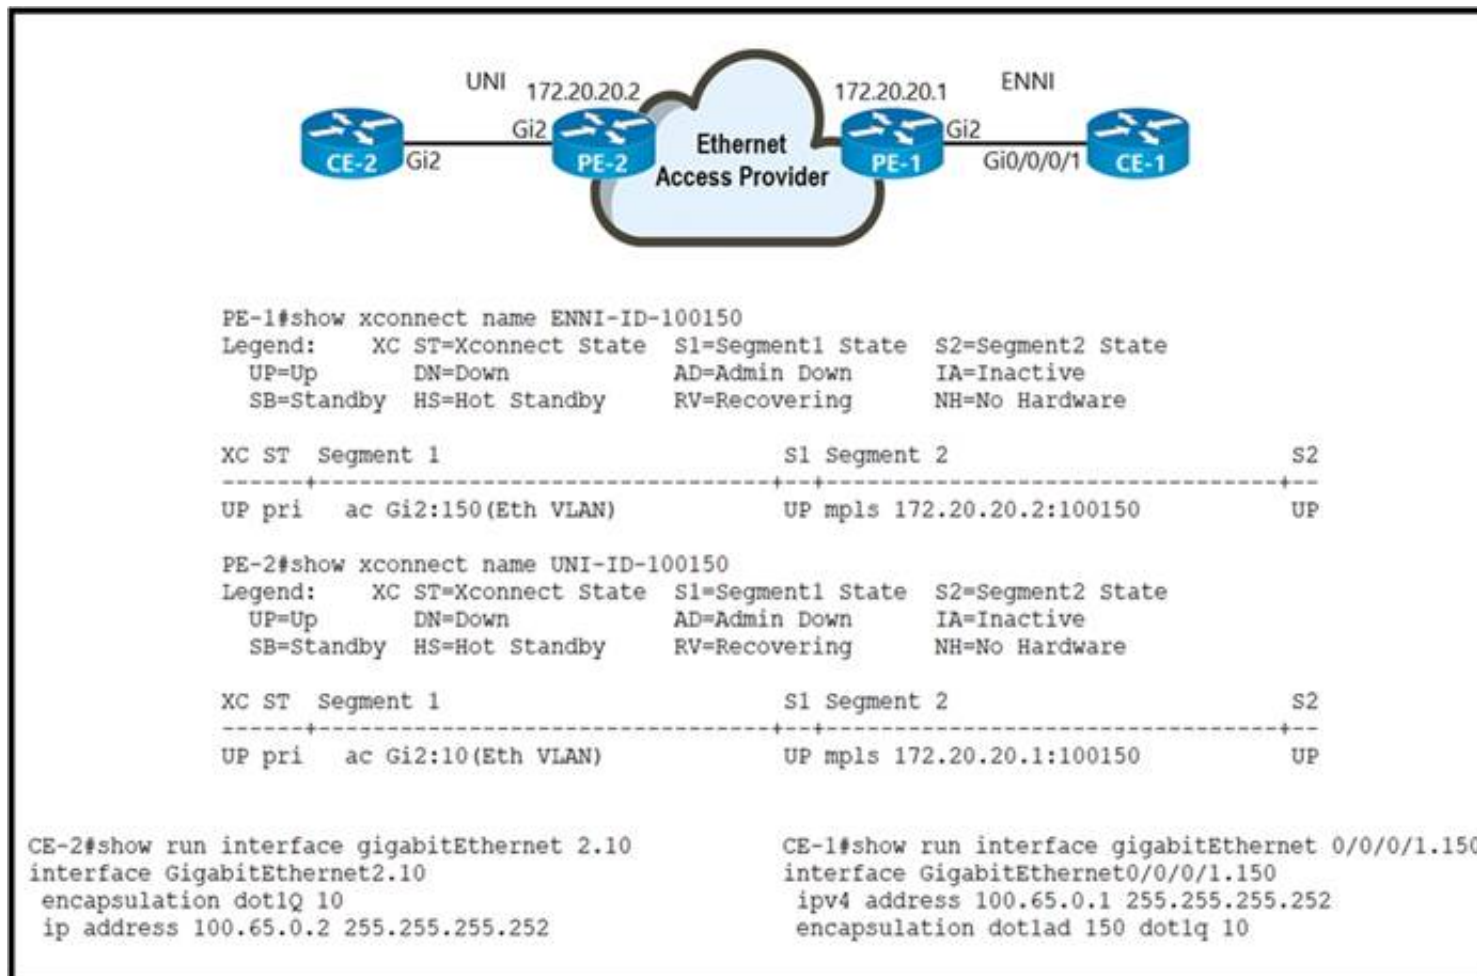 UNI 172.20.20.2 172.20.20.1 ENNI
Gi2 Gi2
CE-2 Gi2 PE-2 Ethernet Access Provider PE-1 Gi0/0/0/1 CE-1
PE-1#show xconnect name ENNI-ID-100150
Legend: XC ST=Xconnect State S1=Segment1 State S2=Segment2 State
UP=Up DN=Down AD=Admin Down IA=Inactive
SB=Standby HS=Hot Standby RV=Recovering NH=No Hardware
XC ST Segment 1 S1 Segment 2 S2
------+---------------------------------+--+---------------------------------+--
UP pri ac Gi2:150(Eth VLAN) UP mpls 172.20.20.2:100150 UP
PE-2#show xconnect name UNI-ID-100150
Legend: XC ST=Xconnect State S1=Segment1 State S2=Segment2 State
UP=Up DN=Down AD=Admin Down IA=Inactive
SB=Standby HS=Hot Standby RV=Recovering NH=No Hardware
XC ST Segment 1 S1 Segment 2 S2
------+---------------------------------+--+---------------------------------+--
UP pri ac Gi2:10(Eth VLAN) UP mpls 172.20.20.1:100150 UP
CE-2#show run interface gigabitEthernet 2.10
interface GigabitEthernet2.10
encapsulation dot1Q 10
ip address 100.65.0.2 255.255.255.252
CE-1#show run interface gigabitEthernet 0/0/0/1.150
interface GigabitEthernet0/0/0/1.150
ipv4 address 100.65.0.1 255.255.255.252
encapsulation dot1ad 150 dot1q 10